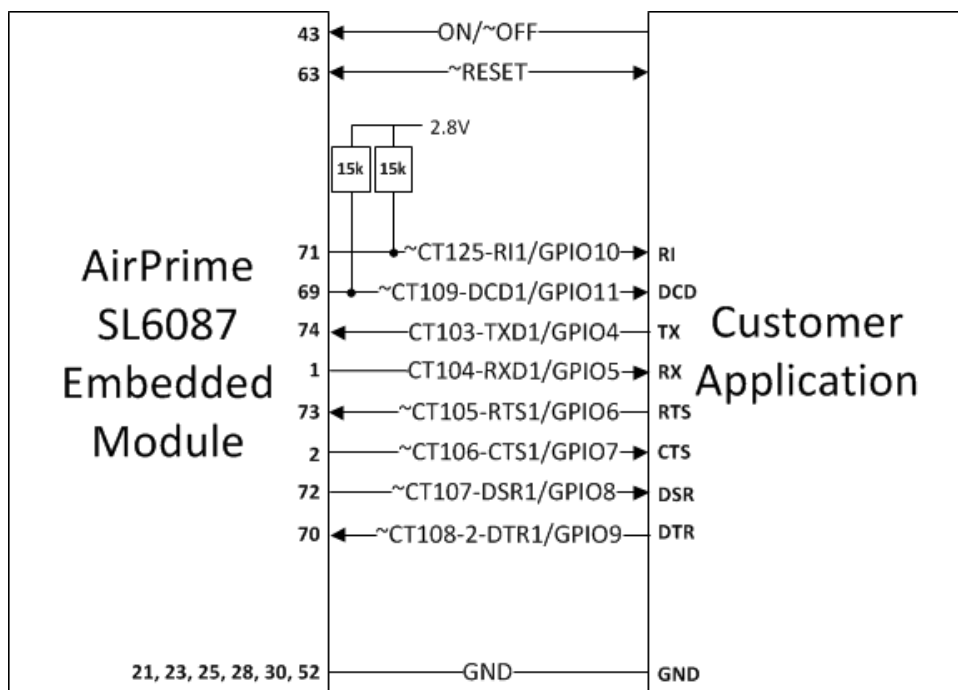 43 ON/~OFF
63 ~RESET
2.8V
15k 15k
71 ~CT125-RI1/GPIO10 RI
69 ~CT109-DCD1/GPIO11 DCD
74 CT103-TXD1/GPIO4 TX
1 CT104-RXD1/GPIO5 RX
73 ~CT105-RTS1/GPIO6 RTS
2 ~CT106-CTS1/GPIO7 CTS
72 ~CT107-DSR1/GPIO8 DSR
70 ~CT108-2-DTR1/GPIO9 DTR
21, 23, 25, 28, 30, 52 GND GND
AirPrime
SL6087
Embedded
Module
Customer
Application